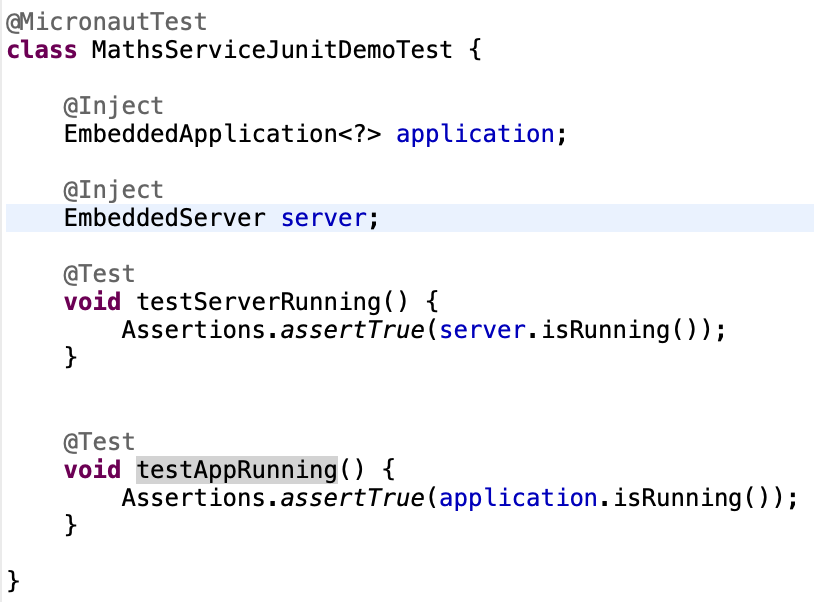 @MicronautTest
class MathsServiceJunitDemoTest {
@Inject
EmbeddedApplication<?> application;
@Inject
EmbeddedServer server;
@Test
void testServerRunning() {
Assertions.assertTrue(server.isRunning());
}
@Test
void testAppRunning() {
Assertions.assertTrue(application.isRunning());
}
}